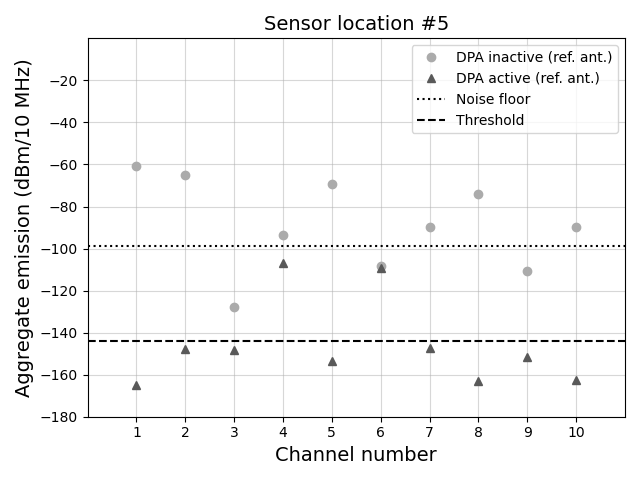 Sensor location #5
DPA inactive (ref. ant.)
DPA active (ref. ant.)
Noise floor
Threshold
Aggregate emission (dBm/10 MHz)
−20
−40
−60
−80
−100
−120
−140
−160
−180
1 2 3 4 5 6 7 8 9 10
Channel number